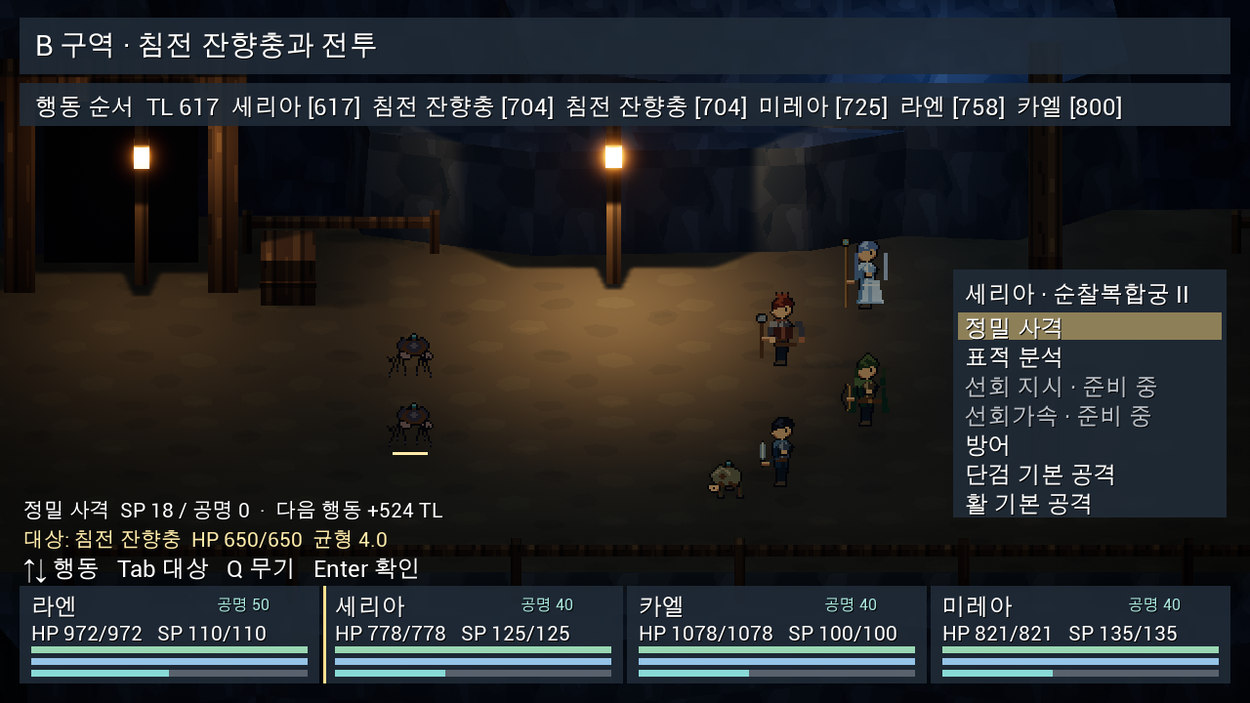 B 구역 · 침전 잔향충과 전투
행동 순서 TL 617 세리아 [617] 침전 잔향충 [704] 침전 잔향충 [704] 미레아 [725] 라엔 [758] 카엘 [800]
세리아 · 순찰복합궁 II
정밀 사격
표적 분석
선회 지시 · 준비 중
선회가속 · 준비 중
방어
단검 기본 공격
활 기본 공격
정밀 사격 SP 18 / 공명 0 · 다음 행동 +524 TL
대상: 침전 잔향충 HP 650/650 균형 4.0
↑↓ 행동 Tab 대상 Q 무기 Enter 확인
라엔 공명 50
HP 972/972 SP 110/110
세리아 공명 40
HP 778/778 SP 125/125
카엘 공명 40
HP 1078/1078 SP 100/100
미레아 공명 40
HP 821/821 SP 135/135